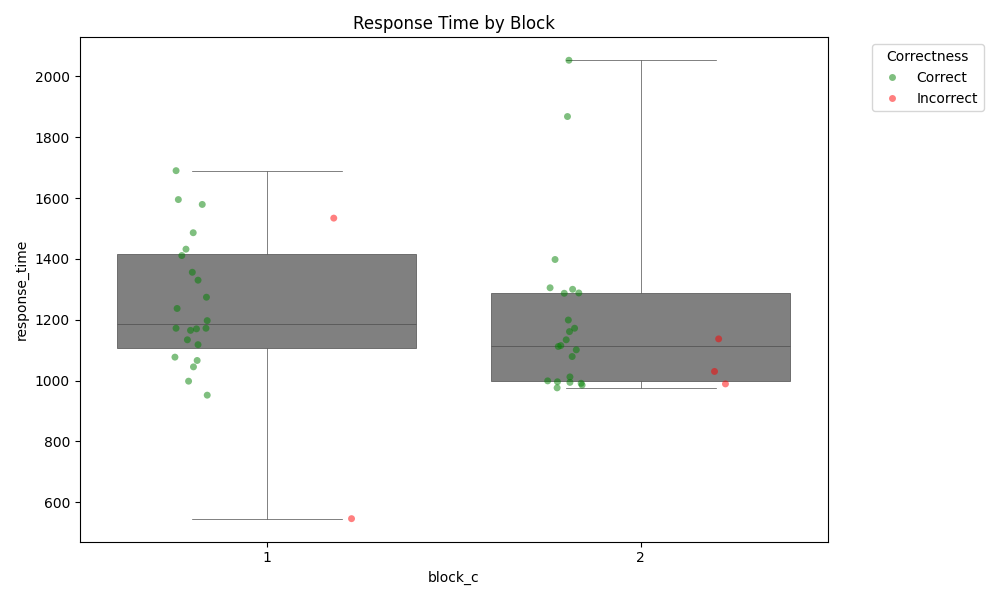 Response Time by Block
response_time
2000
1800
1600
1400
1200
1000
800
600
1
2
block_c
Correctness
Correct
Incorrect